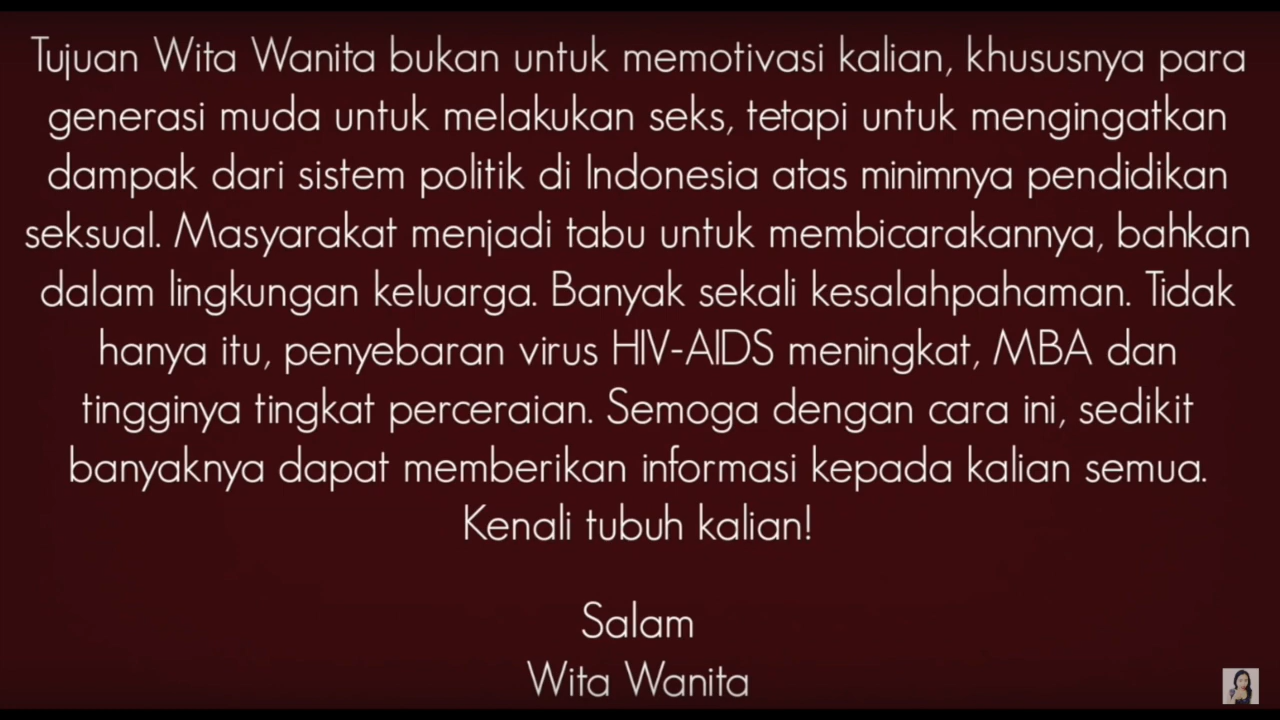 Tujuan Wita Wanita bukan untuk memotivasi kalian, khususnya para
generasi muda untuk melakukan seks, tetapi untuk mengingatkan
dampak dari sistem politik di Indonesia atas minimnya pendidikan
seksual. Masyarakat menjadi tabu untuk membicarakannya, bahkan
dalam lingkungan keluarga. Banyak sekali kesalahpahaman. Tidak
hanya itu, penyebaran virus HIV-AIDS meningkat, MBA dan
tingginya tingkat perceraian. Semoga dengan cara ini, sedikit
banyaknya dapat memberikan informasi kepada kalian semua.
Kenali tubuh kalian!
Salam
Wita Wanita